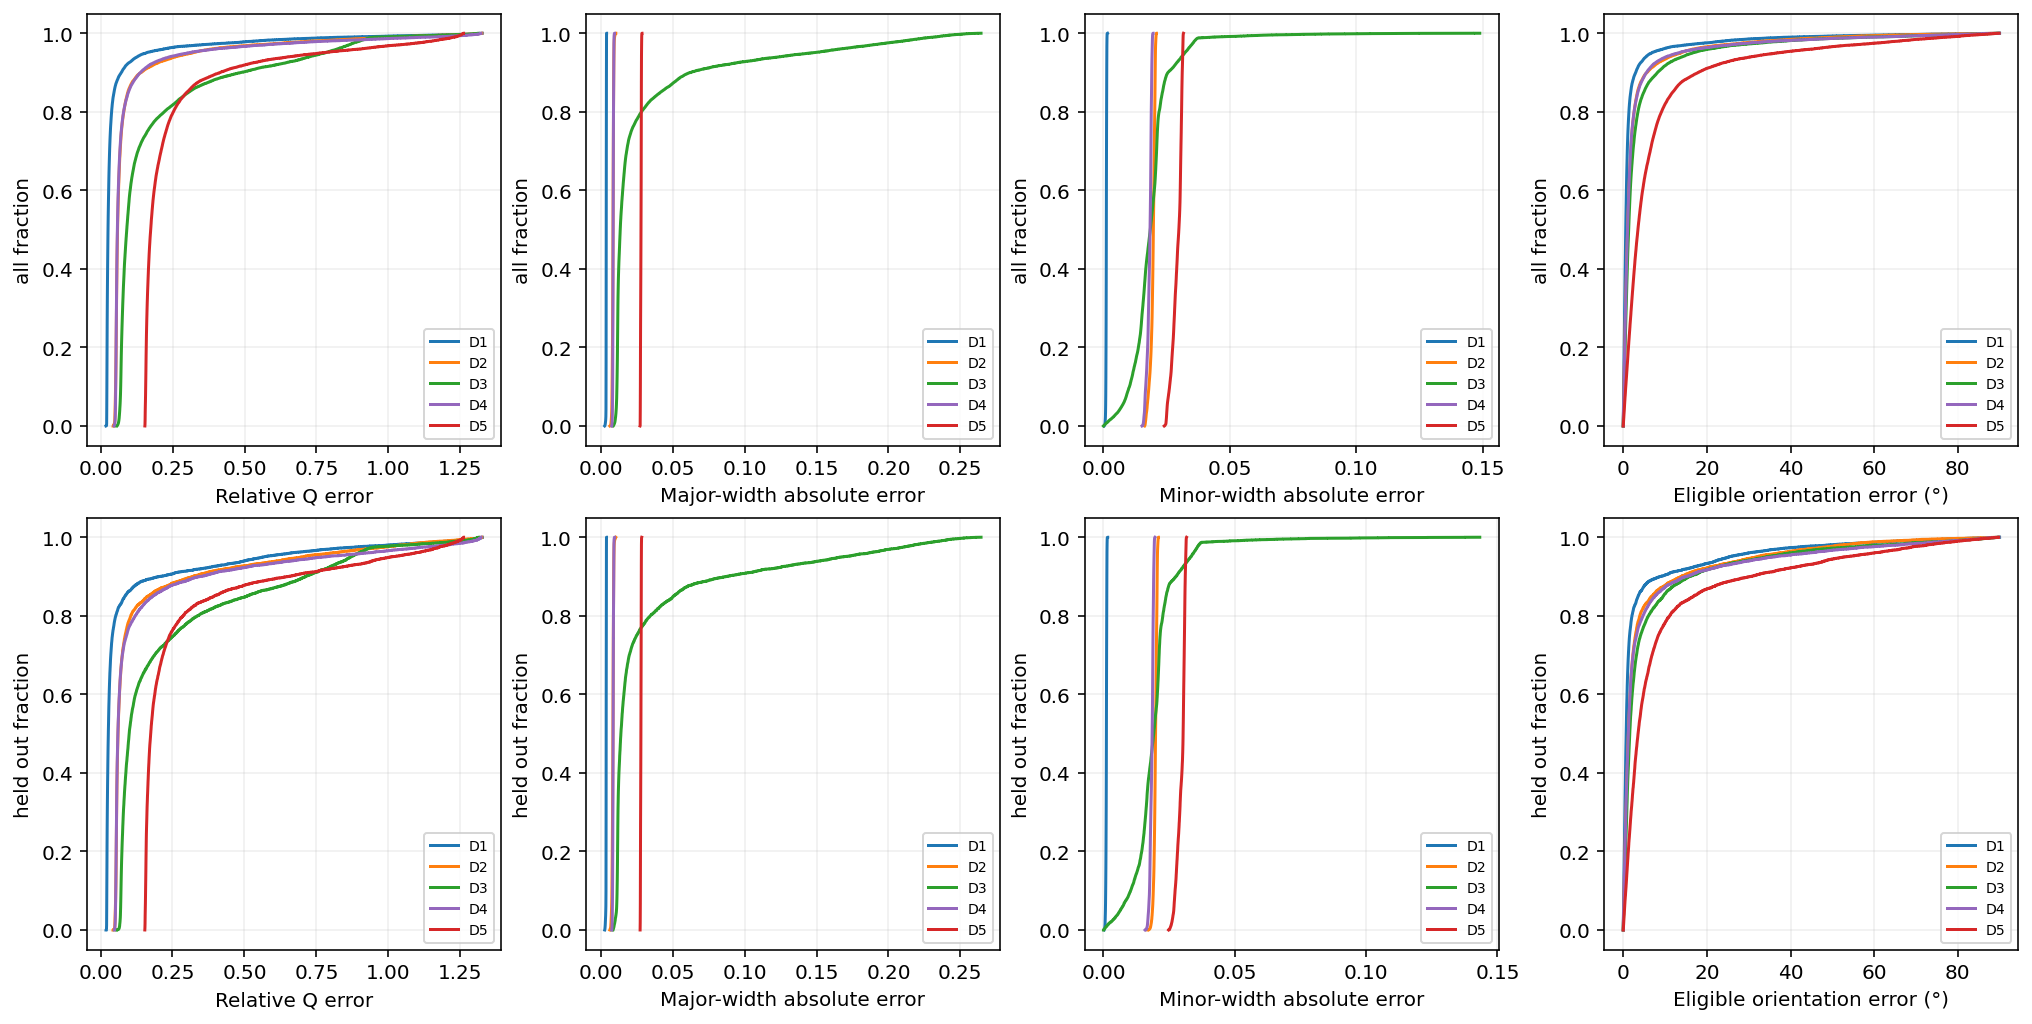 all fraction
1.0
0.8
0.6
0.4
0.2
0.0
D1
D2
D3
D4
D5
0.00 0.25 0.50 0.75 1.00 1.25
Relative Q error
all fraction
1.0
0.8
0.6
0.4
0.2
0.0
D1
D2
D3
D4
D5
0.00 0.05 0.10 0.15 0.20 0.25
Major-width absolute error
all fraction
1.0
0.8
0.6
0.4
0.2
0.0
D1
D2
D3
D4
D5
0.00 0.05 0.10 0.15
Minor-width absolute error
all fraction
1.0
0.8
0.6
0.4
0.2
0.0
D1
D2
D3
D4
D5
0 20 40 60 80
Eligible orientation error (°)
held out fraction
1.0
0.8
0.6
0.4
0.2
0.0
D1
D2
D3
D4
D5
0.00 0.25 0.50 0.75 1.00 1.25
Relative Q error
held out fraction
1.0
0.8
0.6
0.4
0.2
0.0
D1
D2
D3
D4
D5
0.00 0.05 0.10 0.15 0.20 0.25
Major-width absolute error
held out fraction
1.0
0.8
0.6
0.4
0.2
0.0
D1
D2
D3
D4
D5
0.00 0.05 0.10 0.15
Minor-width absolute error
held out fraction
1.0
0.8
0.6
0.4
0.2
0.0
D1
D2
D3
D4
D5
0 20 40 60 80
Eligible orientation error (°)